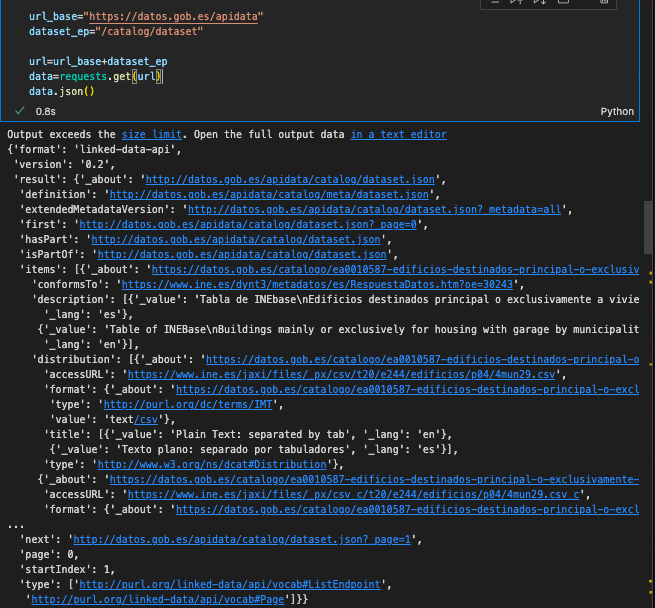 url_base="https://datos.gob.es/apidata"
dataset_ep="/catalog/dataset"
url=url_base+dataset_ep
data=requests.get(url)
data.json()
0.8s
Python
Output exceeds the size limit. Open the full output data in a text editor
{'format': 'linked-data-api',
'version': '0.2',
'result': {'_about': 'http://datos.gob.es/apidata/catalog/dataset.json',
'definition': 'http://datos.gob.es/apidata/catalog/meta/dataset.json',
'extendedMetadataVersion': 'http://datos.gob.es/apidata/catalog/dataset.json?_metadata=all',
'first': 'http://datos.gob.es/apidata/catalog/dataset.json?_page=0',
'hasPart': 'http://datos.gob.es/apidata/catalog/dataset.json',
'isPartOf': 'http://datos.gob.es/apidata/catalog/dataset.json',
'items': [{'_about': 'https://datos.gob.es/catalogo/ea0010587-edificios-destinados-principal-o-exclusiv
'conformsTo': 'https://www.ine.es/dynt3/metadatos/es/RespuestaDatos.htm?oe=30243',
'description': [{'_value': 'Tabla de INEbase\nEdificios destinados principal o exclusivamente a vivie
'_lang': 'es'},
{'_value': 'Table of INEBase\nBuildings mainly or exclusively for housing with garage by municipalit
'_lang': 'en'}],
'distribution': [{'_about': 'https://datos.gob.es/catalogo/ea0010587-edificios-destinados-principal-o
'accessURL': 'https://www.ine.es/jaxi/files/_px/csv/t20/e244/edificios/p04/4mun29.csv',
'format': {'_about': 'https://datos.gob.es/catalogo/ea0010587-edificios-destinados-principal-o-excl
'type': 'http://purl.org/dc/terms/IMT',
'value': 'text/csv'},
'title': [{'_value': 'Plain Text: separated by tab', '_lang': 'en'},
{'_value': 'Texto plano: separado por tabuladores', '_lang': 'es'}],
'type': 'http://www.w3.org/ns/dcat#Distribution'},
{'_about': 'https://datos.gob.es/catalogo/ea0010587-edificios-destinados-principal-o-exclusivamente-
'accessURL': 'https://www.ine.es/jaxi/files/_px/csv_c/t20/e244/edificios/p04/4mun29.csv_c',
'format': {'_about': 'https://datos.gob.es/catalogo/ea0010587-edificios-destinados-principal-o-excl
...
'next': 'http://datos.gob.es/apidata/catalog/dataset.json?_page=1',
'page': 0,
'startIndex': 1,
'type': ['http://purl.org/linked-data/api/vocab#ListEndpoint',
'http://purl.org/linked-data/api/vocab#Page']}}